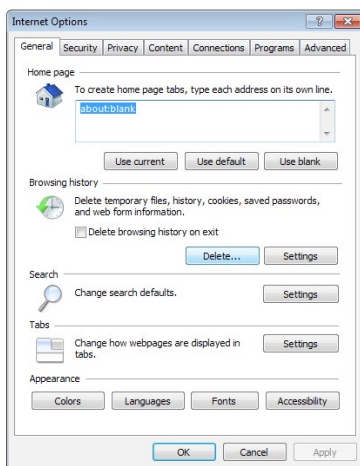 Internet Options
General Security Privacy Content Connections Programs Advanced
Home page
To create home page tabs, type each address on its own line.
about:blank
Use current Use default Use blank
Browsing history
Delete temporary files, history, cookies, saved passwords,
and web form information.
Delete browsing history on exit
Delete... Settings
Search
Change search defaults. Settings
Tabs
Change how webpages are displayed in
tabs.
Settings
Appearance
Colors Languages Fonts Accessibility
OK Cancel Apply